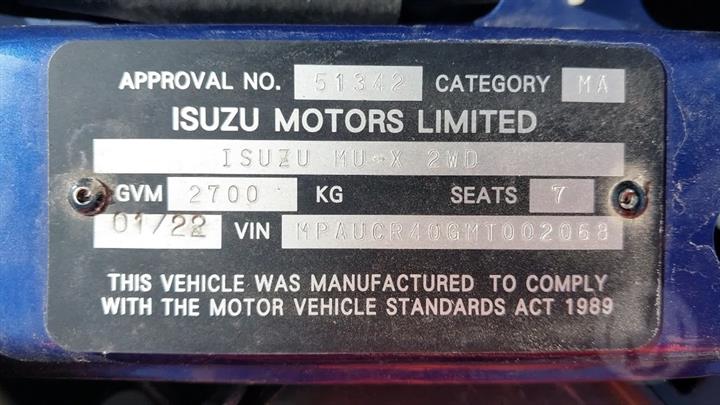 APPROVAL NO. 51342 CATEGORY MA
ISUZU MOTORS LIMITED
ISUZU MU-X 2WD
GVM 2700 KG SEATS 7
01/22 VIN MPAUCR40GMT002068
THIS VEHICLE WAS MANUFACTURED TO COMPLY
WITH THE MOTOR VEHICLE STANDARDS ACT 1989